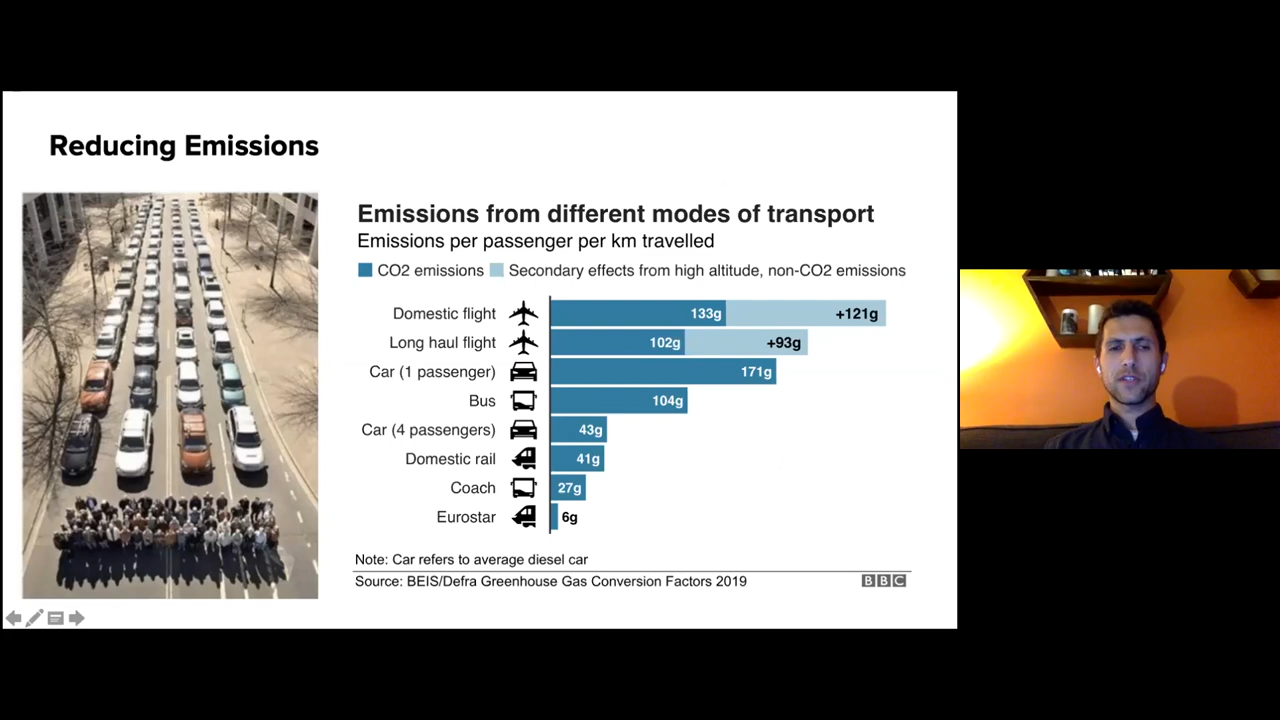 Reducing Emissions
Emissions from different modes of transport
Emissions per passenger per km travelled
CO2 emissions Secondary effects from high altitude, non-CO2 emissions
Domestic flight 133g +121g
Long haul flight 102g +93g
Car (1 passenger) 171g
Bus 104g
Car (4 passengers) 43g
Domestic rail 41g
Coach 27g
Eurostar 6g
Note: Car refers to average diesel car
Source: BEIS/Defra Greenhouse Gas Conversion Factors 2019 BBC